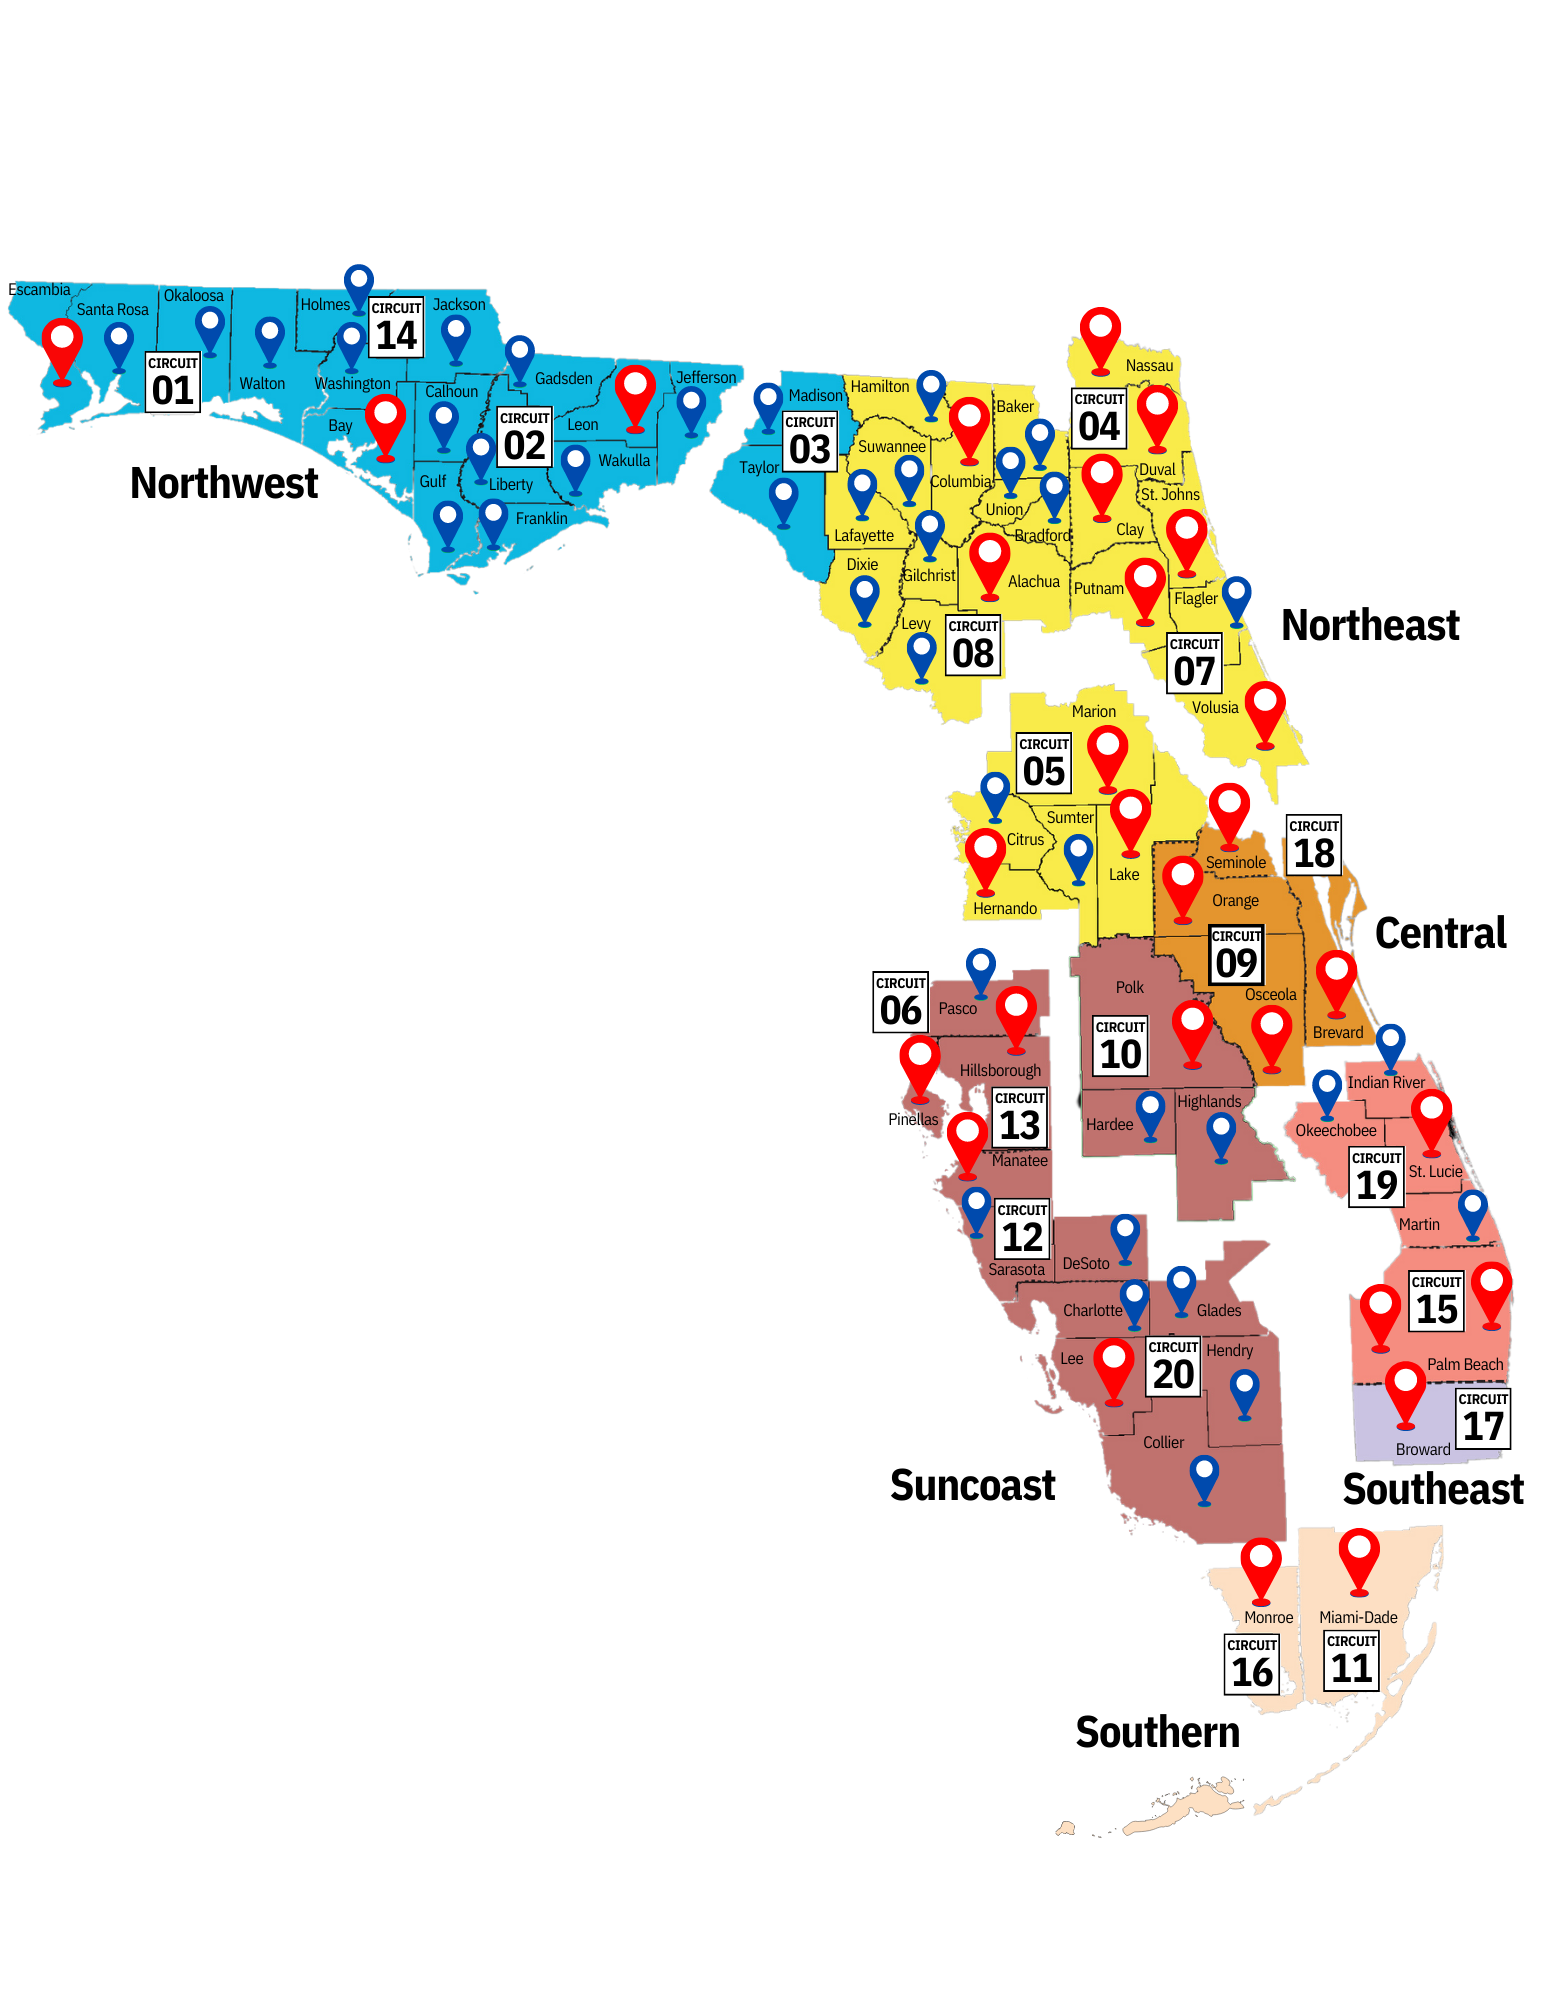 Escambia
Santa Rosa
Okaloosa
Holmes
CIRCUIT
14
Jackson
CIRCUIT
01
Walton
Washington
Calhoun
Gadsden
Jefferson
Bay
CIRCUIT
02
Leon
Wakulla
Gulf
Liberty
Franklin
Northwest
Madison
CIRCUIT
03
Taylor
Hamilton
Suwannee
Columbia
Baker
Lafayette
Union
Bradford
Dixie
Gilchrist
Alachua
Levy
CIRCUIT
08
Nassau
CIRCUIT
04
Duval
St. Johns
Clay
Putnam
Flagler
Northeast
CIRCUIT
07
Volusia
Marion
CIRCUIT
05
Sumter
Citrus
Lake
Hernando
CIRCUIT
18
Seminole
Orange
Central
CIRCUIT
09
Osceola
Brevard
CIRCUIT
06
Pasco
Polk
CIRCUIT
10
Hillsborough
Pinellas
CIRCUIT
13
Hardee
Highlands
Manatee
Indian River
Okeechobee
CIRCUIT
19
St. Lucie
Martin
CIRCUIT
12
Sarasota
DeSoto
Charlotte
Glades
CIRCUIT
15
Lee
CIRCUIT
20
Hendry
Palm Beach
CIRCUIT
17
Collier
Broward
Suncoast
Southeast
Monroe
Miami-Dade
CIRCUIT
16
CIRCUIT
11
Southern